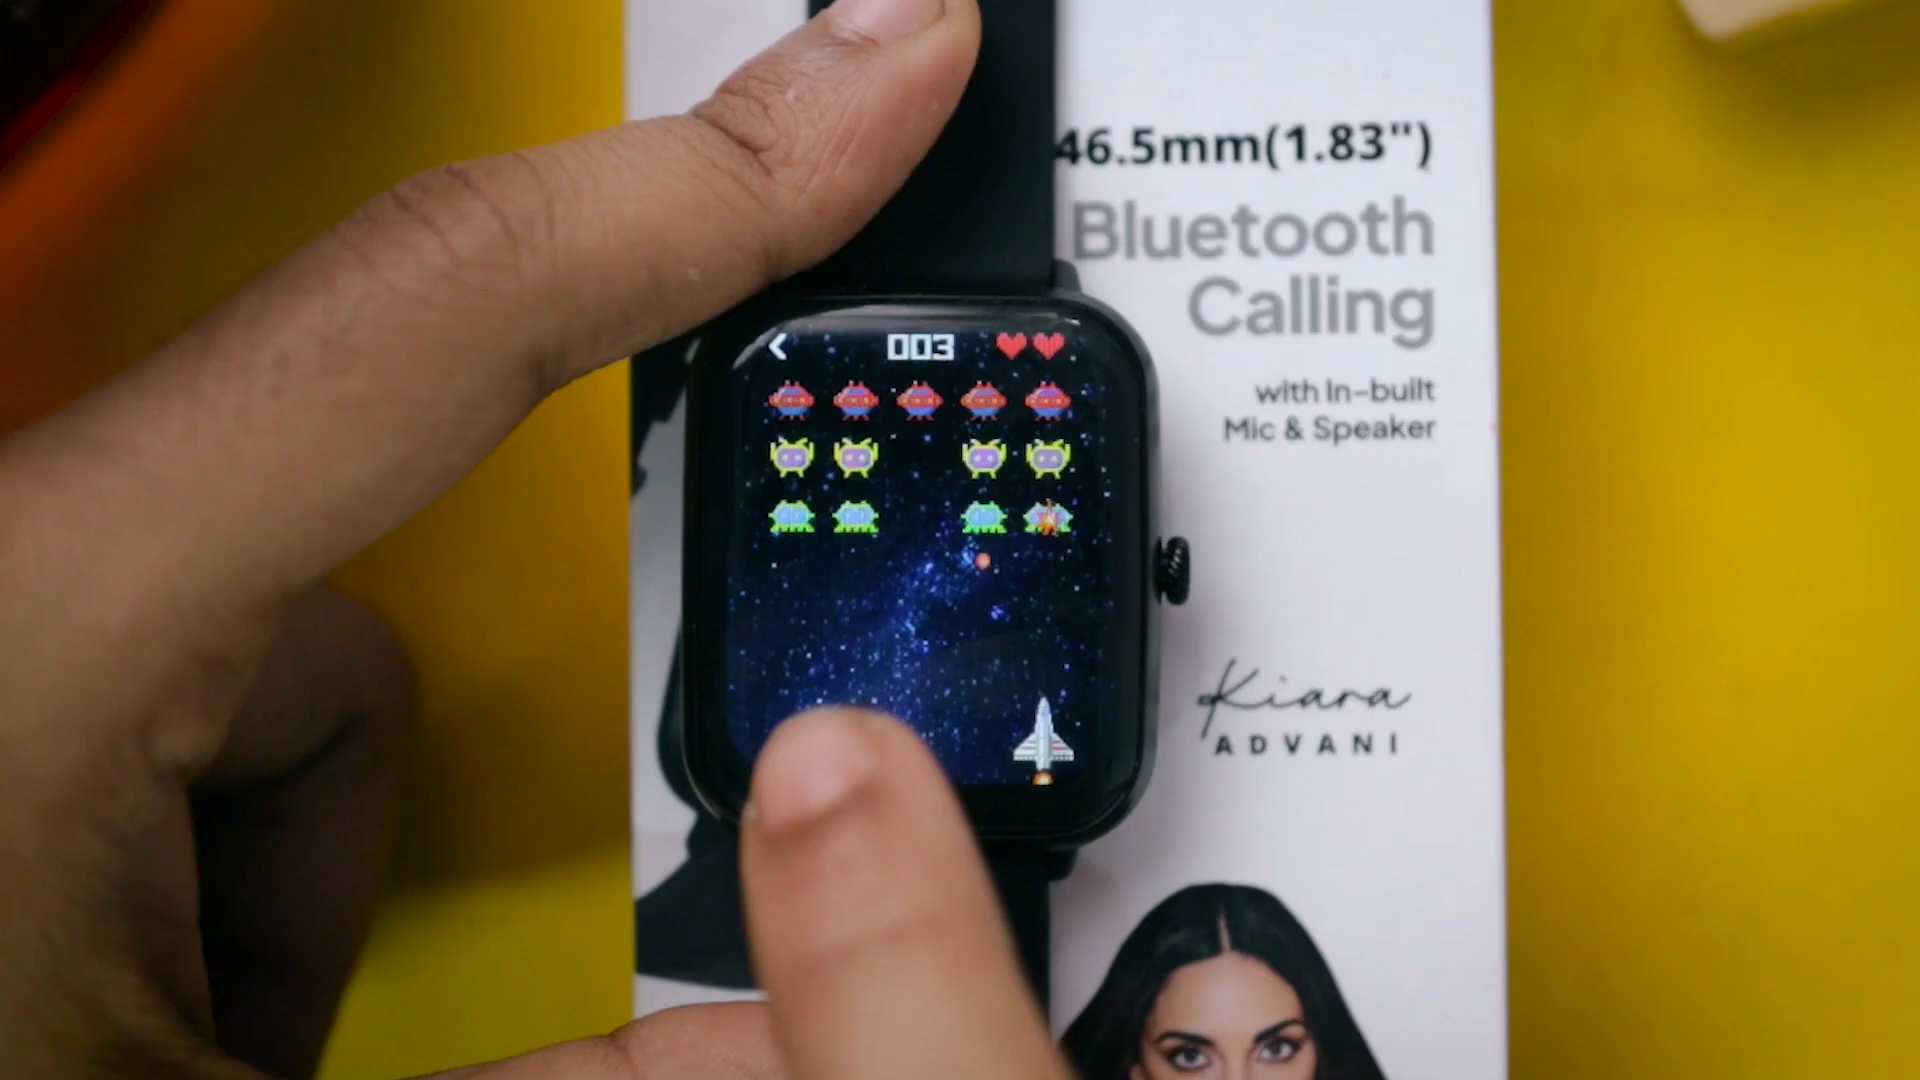 46.5mm(1.83")
Bluetooth
Calling
with In-built
Mic & Speaker
003
Kiara
ADVANI